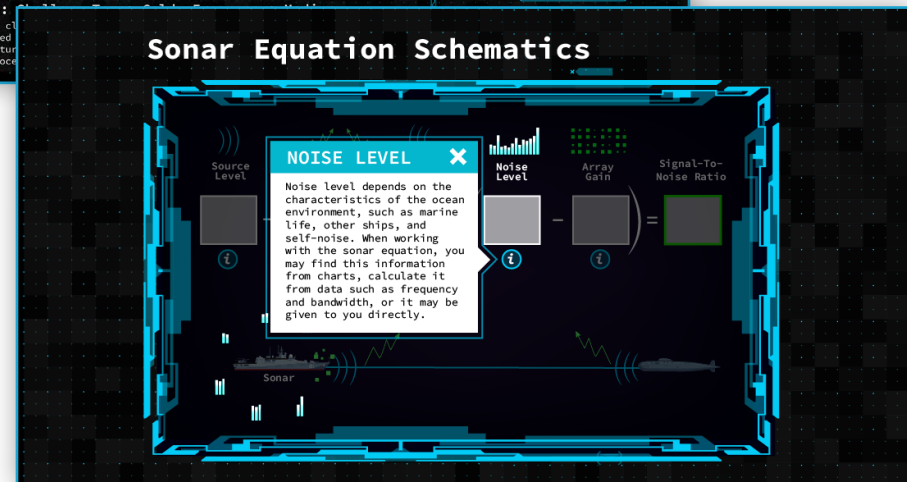 Sonar Equation Schematics
Source
Level
NOISE LEVEL
Noise level depends on the
characteristics of the ocean
environment, such as marine
life, other ships, and
self-noise. When working
with the sonar equation, you
may find this information
from charts, calculate it
from data such as frequency
and bandwidth, or it may be
given to you directly.
Noise
Level
-
Array
Gain
)
=
Signal-To-
Noise Ratio
i
i
i
Sonar